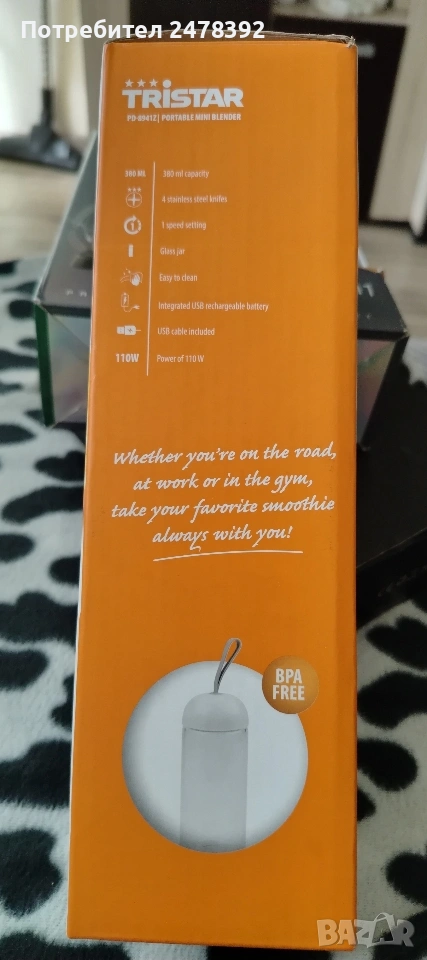 Потребител 2478392
TRISTAR
PD-8941Z | PORTABLE MINI BLENDER
380 ML 380 ml capacity
4 stainless steel knifes
1 1 speed setting
Glass jar
Easy to clean
Integrated USB rechargeable battery
USB cable included
110W Power of 110 W
Whether you're on the road,
at work or in the gym,
take your favorite smoothie
always with you!
BPA
FREE
BAZAR